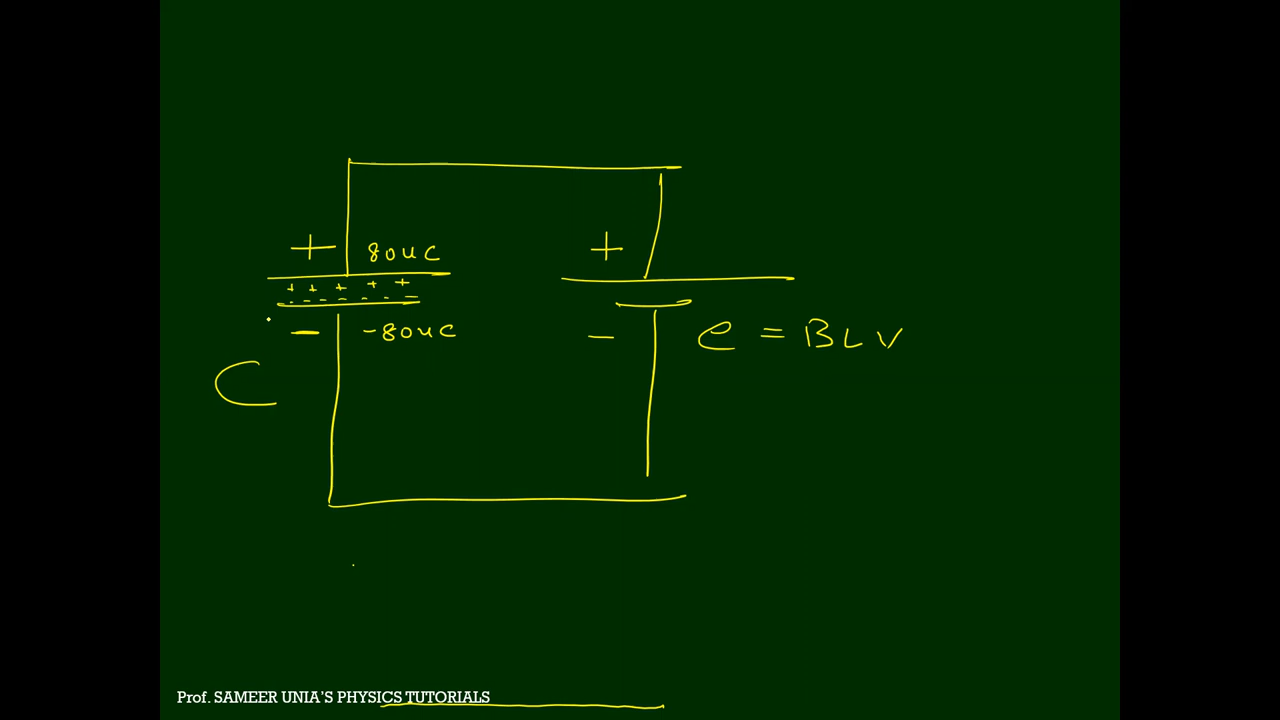 + 80uc +
+ + + + +
- - - - - -
- -80uc - e = BLV
C
Prof. SAMEER UNIA'S PHYSICS TUTORIALS